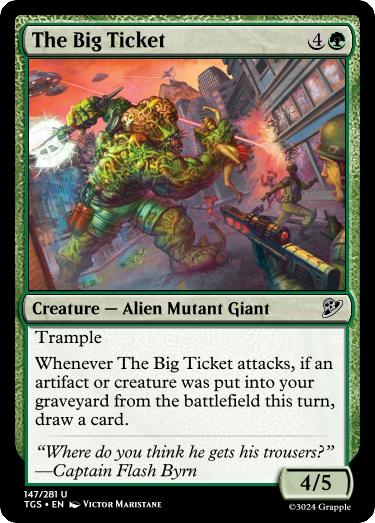 The Big Ticket 4
Creature — Alien Mutant Giant
Trample
Whenever The Big Ticket attacks, if an
artifact or creature was put into your
graveyard from the battlefield this turn,
draw a card.
“Where do you think he gets his trousers?”
—Captain Flash Byrn
4/5
147/281 U
TGS • EN Victor Maristane
©3024 Grapple